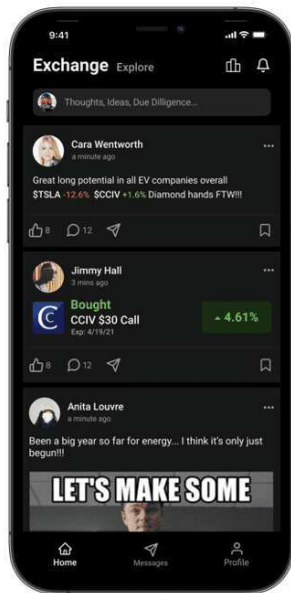 9:41
Exchange Explore
Thoughts, Ideas, Due Dilligence...
Cara Wentworth
a minute ago
Great long potential in all EV companies overall
$TSLA -12.6% $CCIV +1.6% Diamond hands FTW!!!
8 12
Jimmy Hall
3 mins ago
C
Bought
CCIV $30 Call
Exp: 4/19/21
4.61%
8 12
Anita Louvre
a minute ago
Been a big year so far for energy... I think it's only just
begun!!!
LET'S MAKE SOME
Home Messages Profile